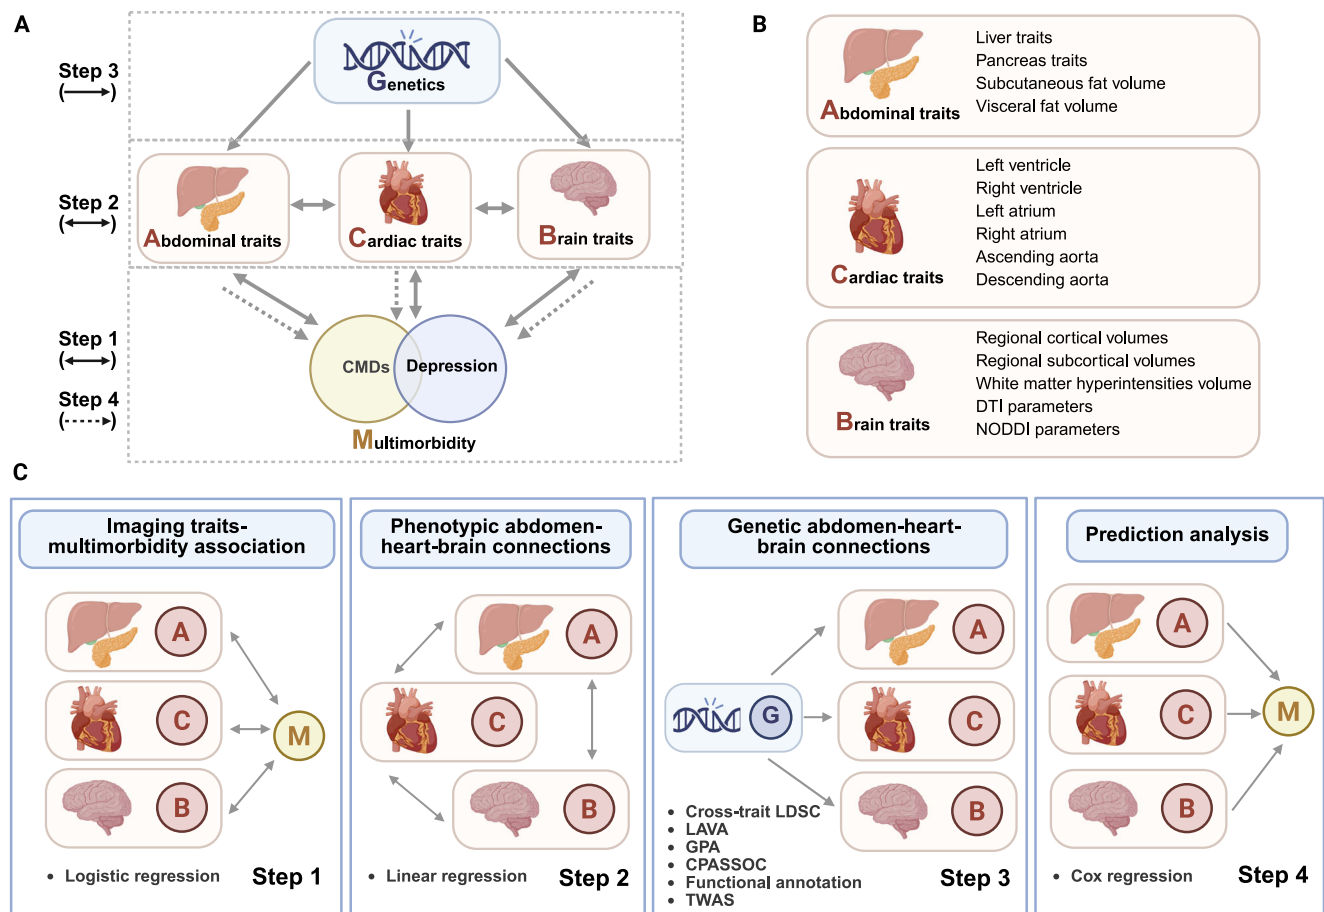 A
Step 3
Genetics
Step 2
Abdominal traits
Cardiac traits
Brain traits
Step 1
Step 4
CMDs
Depression
Multimorbidity
B
Abdominal traits
Liver traits
Pancreas traits
Subcutaneous fat volume
Visceral fat volume
Cardiac traits
Left ventricle
Right ventricle
Left atrium
Right atrium
Ascending aorta
Descending aorta
Brain traits
Regional cortical volumes
Regional subcortical volumes
White matter hyperintensities volume
DTI parameters
NODDI parameters
C
Imaging traits-
multimorbidity association
A
C
M
B
• Logistic regression
Step 1
Phenotypic abdomen-
heart-brain connections
A
C
B
• Linear regression
Step 2
Genetic abdomen-heart-
brain connections
A
G
C
B
• Cross-trait LDSC
• LAVA
• GPA
• CPASSOC
• Functional annotation
• TWAS
Step 3
Prediction analysis
A
C
M
B
• Cox regression
Step 4